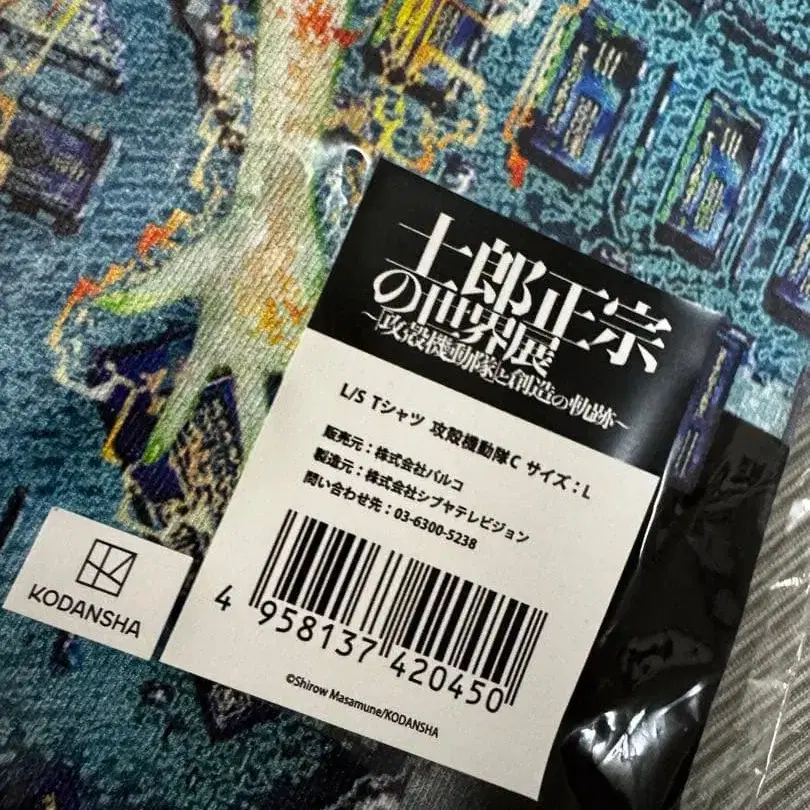 士郎正宗
の世界展
~「攻殻機動隊」と創造の軌跡~
L/S Tシャツ 攻殻機動隊C サイズ：L
販売元：株式会社パルコ
製造元：株式会社シブヤテレビジョン
問い合わせ先：03-6300-5238
4 958137 420450
©Shirow Masamune/KODANSHA
KODANSHA